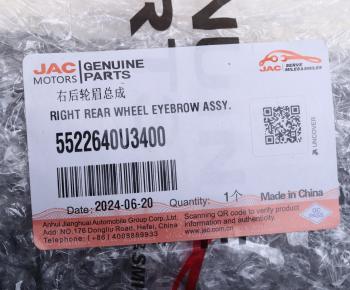 JAC MOTORS
GENUINE PARTS
JAC SERVE MILES & SMILES
右后轮眉总成
RIGHT REAR WHEEL EYEBROW ASSY.
5522640U3400
UNCOVER
Date: 2024-06-20 Quantity: 1个 Made in China
Anhui Jianghuai Automobile Group Corp.,Ltd.
Add: NO.176 Dongliu Road. Hefei, China
Telephone: (+86) 4008889933
Scanning QR code to verify genuine
information and authenticity.
www.jac.com.cn
QC PASSED